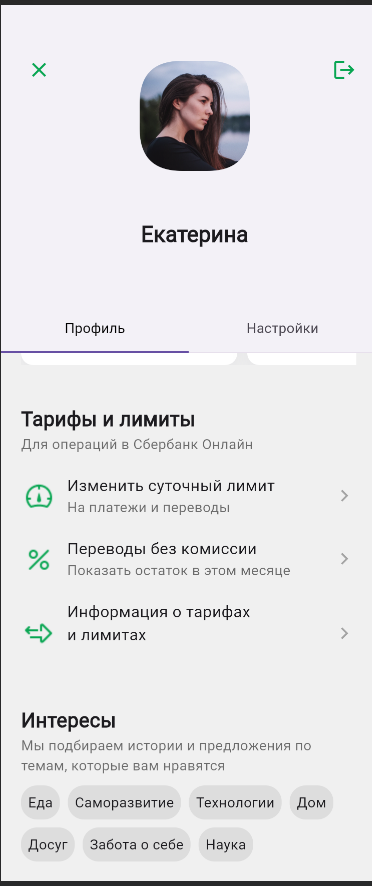 Екатерина
Профиль
Настройки
Тарифы и лимиты
Для операций в Сбербанк Онлайн
Изменить суточный лимит
На платежи и переводы
Переводы без комиссии
Показать остаток в этом месяце
Информация о тарифах
и лимитах
Интересы
Мы подбираем истории и предложения по
темам, которые вам нравятся
Еда Саморазвитие Технологии Дом
Досуг Забота о себе Наука